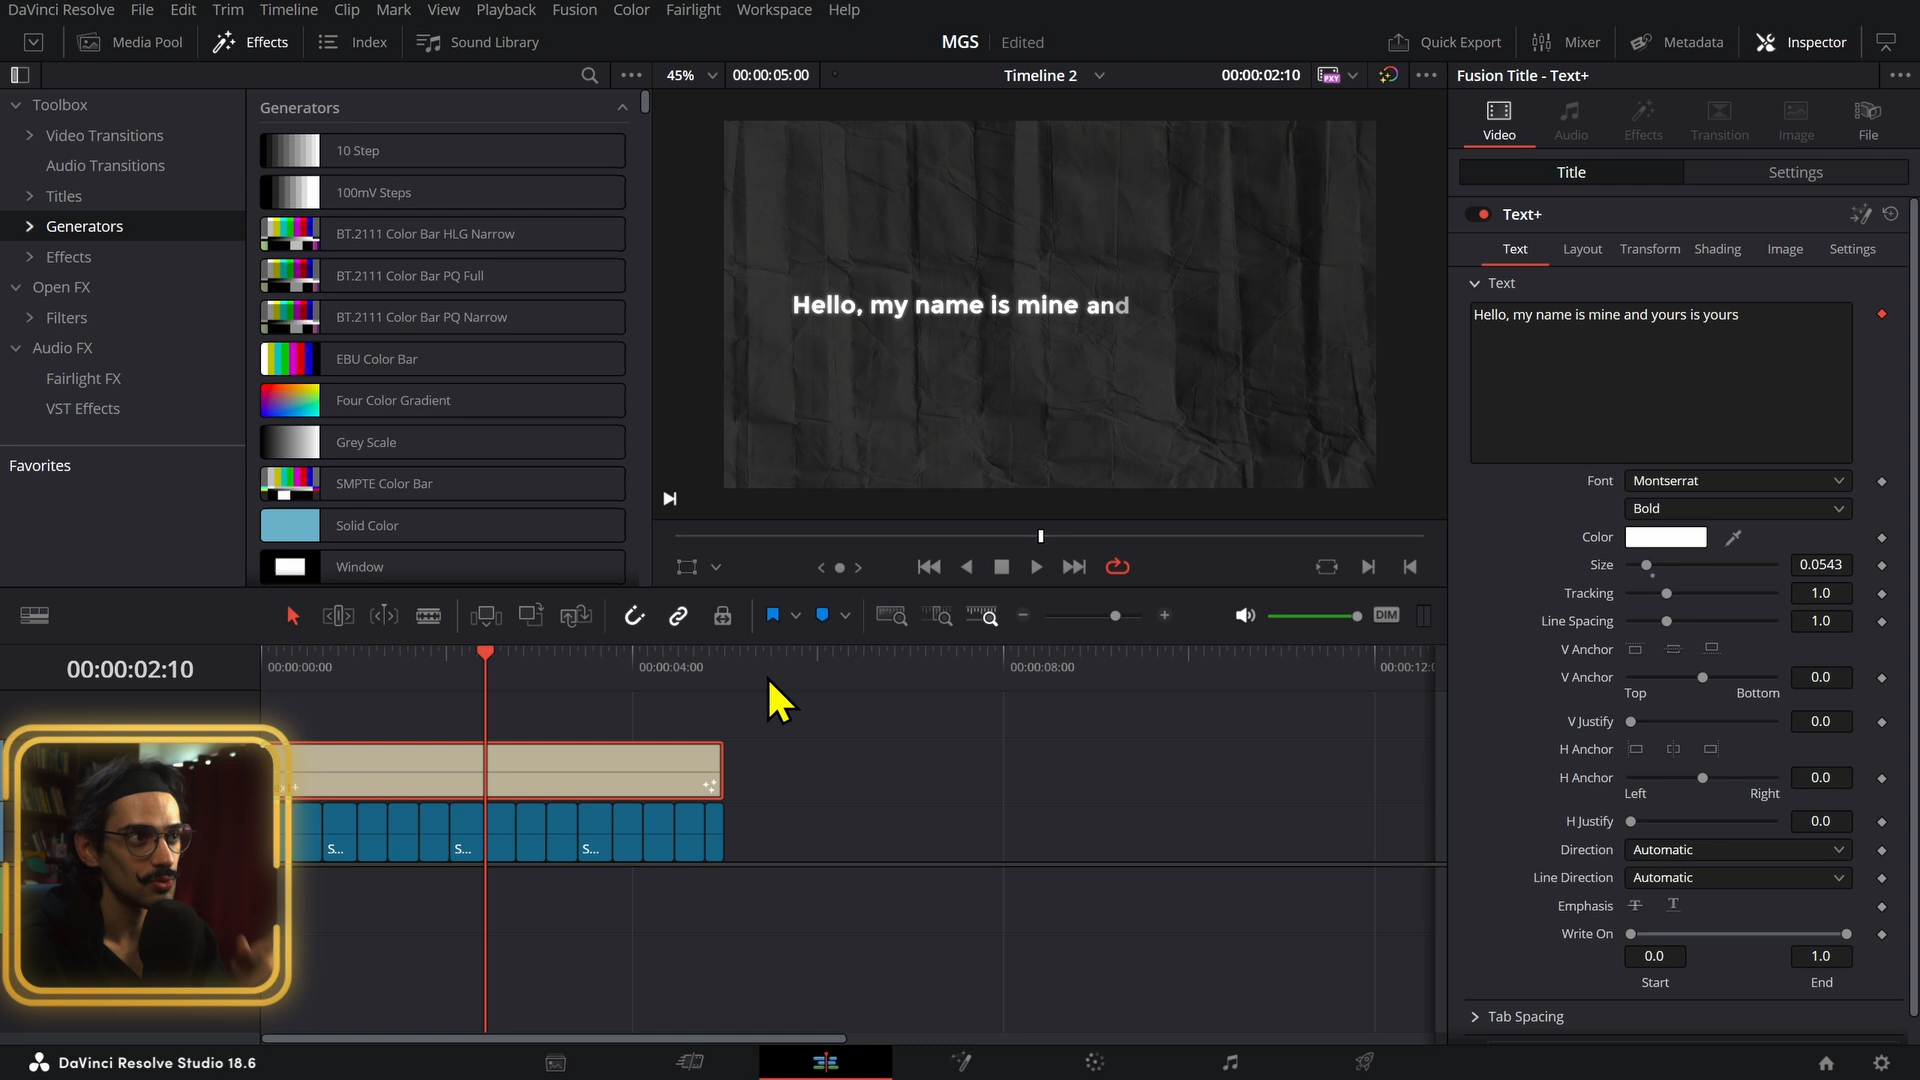 DaVinci Resolve File Edit Trim Timeline Clip Mark View Playback Fusion Color Fairlight Workspace Help
Media Pool Effects Index Sound Library MGS Edited Quick Export Mixer Metadata Inspector
45% 00:00:05:00 Timeline 2 00:00:02:10 PXY Fusion Title - Text+
Toolbox
Video Transitions
Audio Transitions
Titles
Generators
Effects
Open FX
Filters
Audio FX
Fairlight FX
VST Effects
Favorites
Generators
10 Step
100mV Steps
BT.2111 Color Bar HLG Narrow
BT.2111 Color Bar PQ Full
BT.2111 Color Bar PQ Narrow
EBU Color Bar
Four Color Gradient
Grey Scale
SMPTE Color Bar
Solid Color
Window
Hello, my name is mine and
Video Audio Effects Transition Image File
Title Settings
Text+
Text Layout Transform Shading Image Settings
Text
Hello, my name is mine and yours is yours
Font Montserrat
Bold
Color
Size 0.0543
Tracking 1.0
Line Spacing 1.0
V Anchor
V Anchor 0.0
Top Bottom
V Justify 0.0
H Anchor
H Anchor 0.0
Left Right
H Justify 0.0
Direction Automatic
Line Direction Automatic
Emphasis
Write On
0.0 1.0
Start End
Tab Spacing
DIM
00:00:02:10
00:00:00:00 00:00:04:00 00:00:08:00
S... S... S...
DaVinci Resolve Studio 18.6